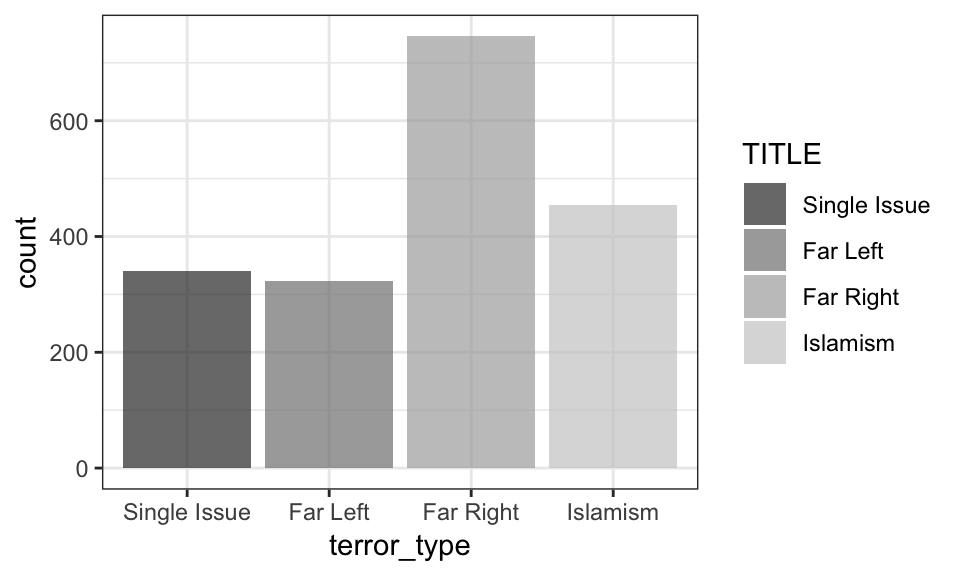 600
400
200
0
count
Single Issue
Far Left
Far Right
Islamism
terror_type
TITLE
Single Issue
Far Left
Far Right
Islamism